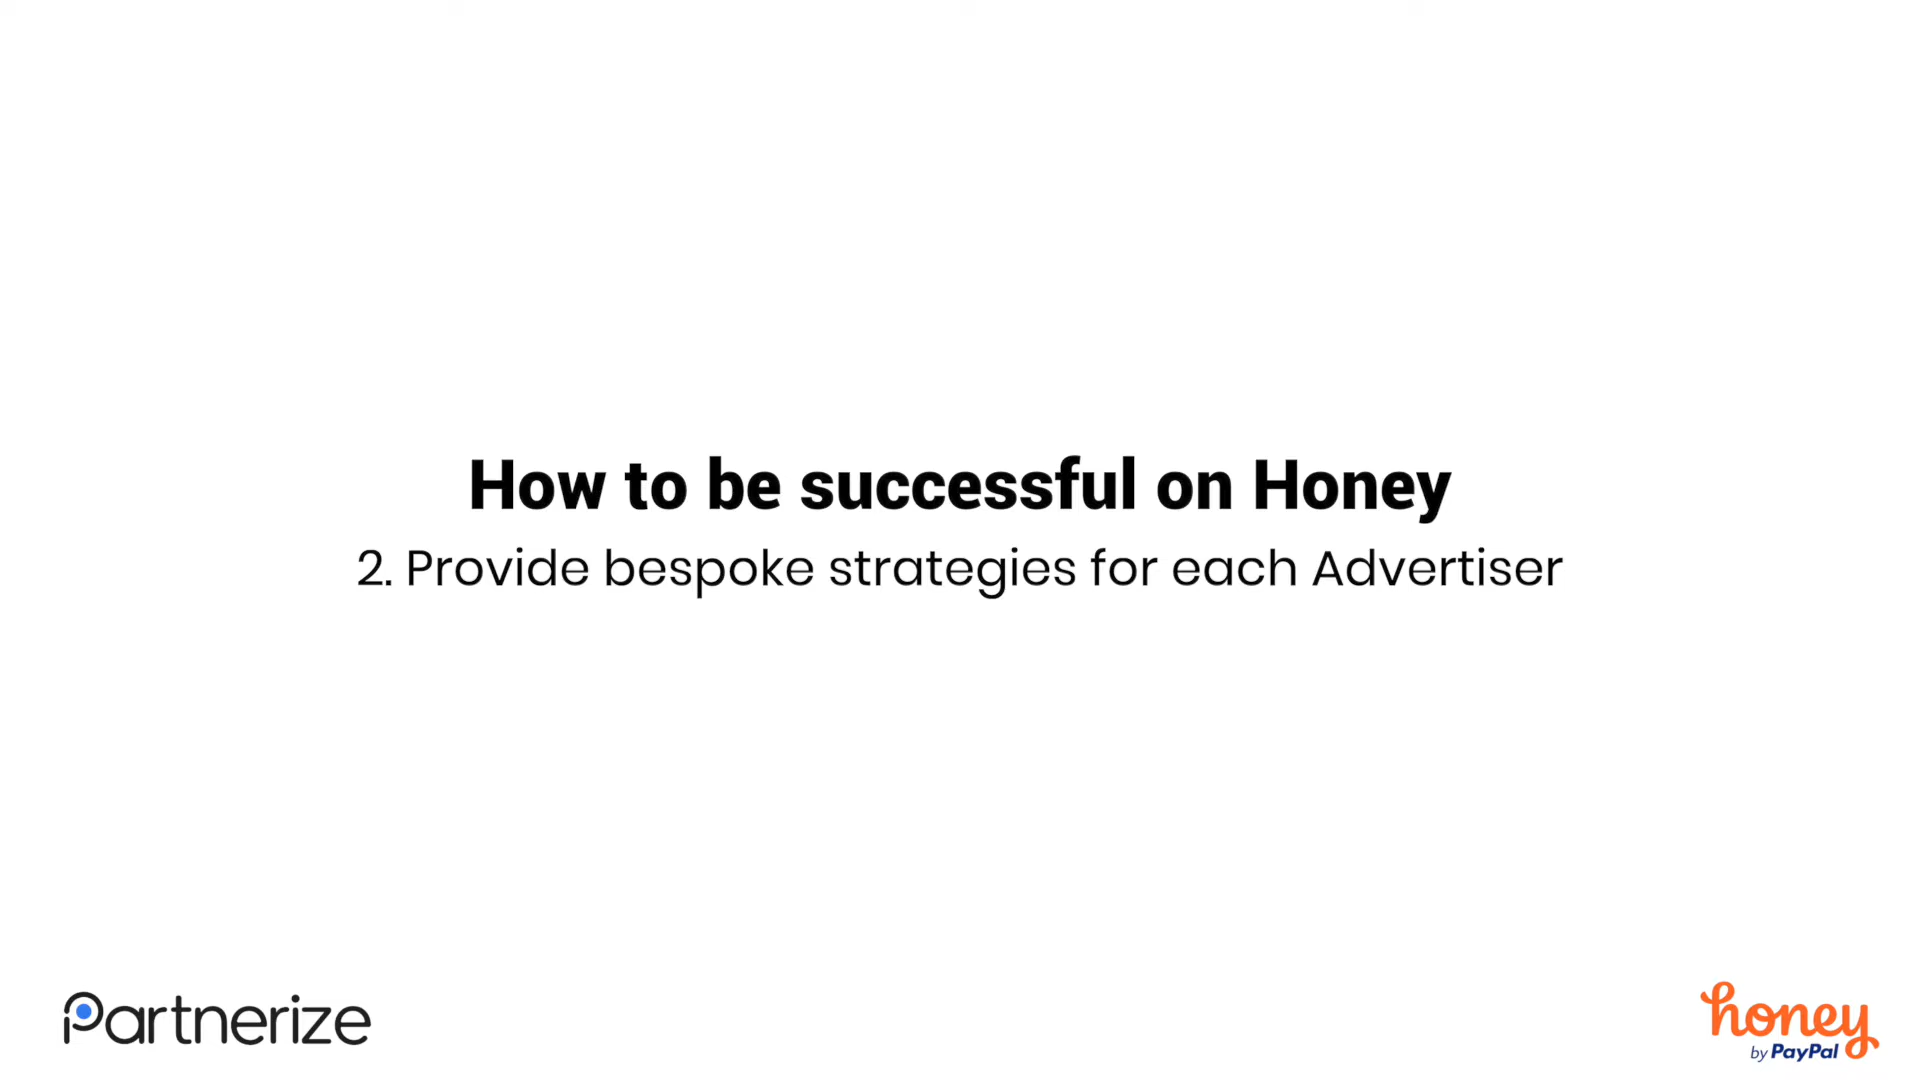 How to be successful on Honey
2. Provide bespoke strategies for each Advertiser
Partnerize
honey
by PayPal